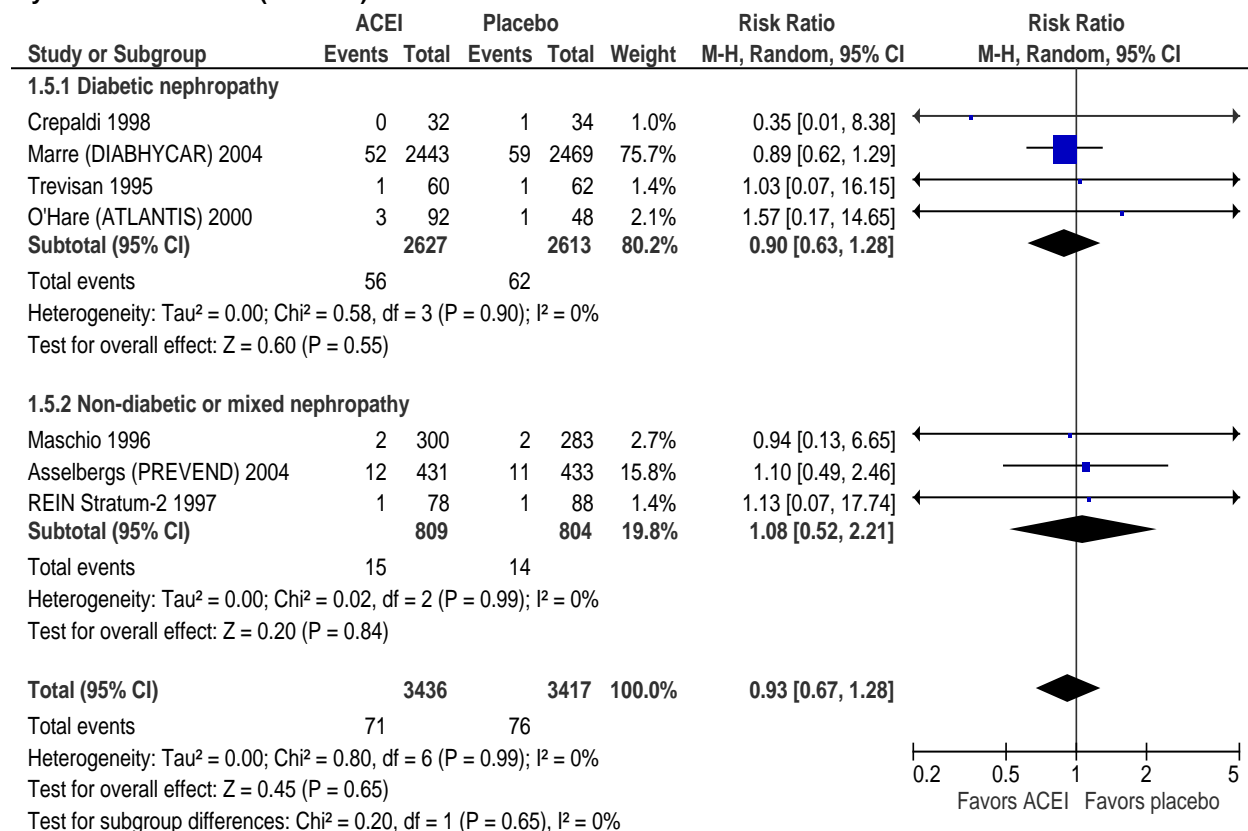 ACEI Placebo Risk Ratio Risk Ratio
Study or Subgroup Events Total Events Total Weight M-H, Random, 95% CI M-H, Random, 95% CI
1.5.1 Diabetic nephropathy
Crepaldi 1998 0 32 1 34 1.0% 0.35 [0.01, 8.38]
Marre (DIABHYCAR) 2004 52 2443 59 2469 75.7% 0.89 [0.62, 1.29]
Trevisan 1995 1 60 1 62 1.4% 1.03 [0.07, 16.15]
O'Hare (ATLANTIS) 2000 3 92 1 48 2.1% 1.57 [0.17, 14.65]
Subtotal (95% CI) 2627 2613 80.2% 0.90 [0.63, 1.28]
Total events 56 62
Heterogeneity: Tau² = 0.00; Chi² = 0.58, df = 3 (P = 0.90); I² = 0%
Test for overall effect: Z = 0.60 (P = 0.55)
1.5.2 Non-diabetic or mixed nephropathy
Maschio 1996 2 300 2 283 2.7% 0.94 [0.13, 6.65]
Asselbergs (PREVEND) 2004 12 431 11 433 15.8% 1.10 [0.49, 2.46]
REIN Stratum-2 1997 1 78 1 88 1.4% 1.13 [0.07, 17.74]
Subtotal (95% CI) 809 804 19.8% 1.08 [0.52, 2.21]
Total events 15 14
Heterogeneity: Tau² = 0.00; Chi² = 0.02, df = 2 (P = 0.99); I² = 0%
Test for overall effect: Z = 0.20 (P = 0.84)
Total (95% CI) 3436 3417 100.0% 0.93 [0.67, 1.28]
Total events 71 76
Heterogeneity: Tau² = 0.00; Chi² = 0.80, df = 6 (P = 0.99); I² = 0%
Test for overall effect: Z = 0.45 (P = 0.65)
Test for subgroup differences: Chi² = 0.20, df = 1 (P = 0.65), I² = 0%
0.2 0.5 1 2 5
Favors ACEI Favors placebo